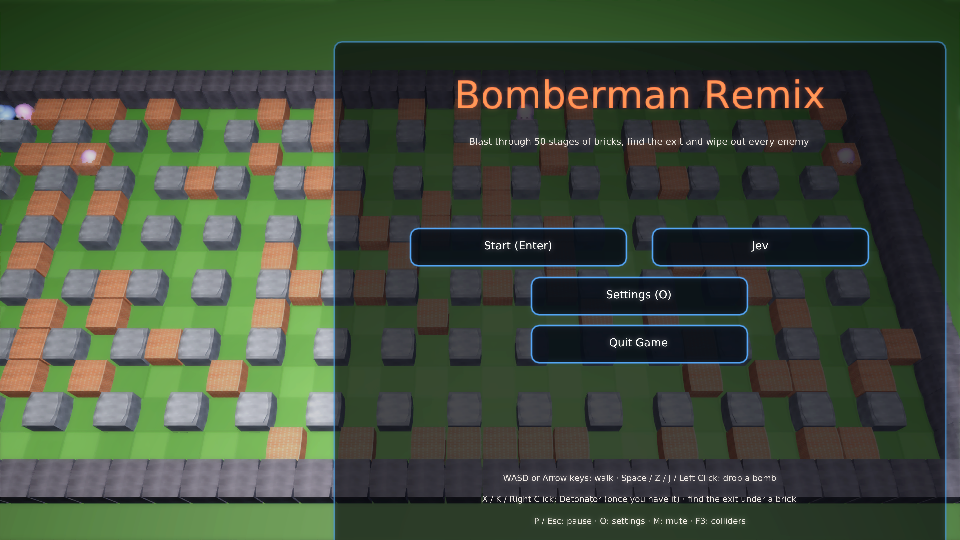 Bomberman Remix
Blast through 50 stages of bricks, find the exit and wipe out every enemy
Start (Enter)
Jev
Settings (O)
Quit Game
WASD or Arrow keys: walk · Space / Z / J / Left Click: drop a bomb
X / K / Right Click: Detonator (once you have it) · find the exit under a brick
P / Esc: pause · O: settings · M: mute · F3: colliders